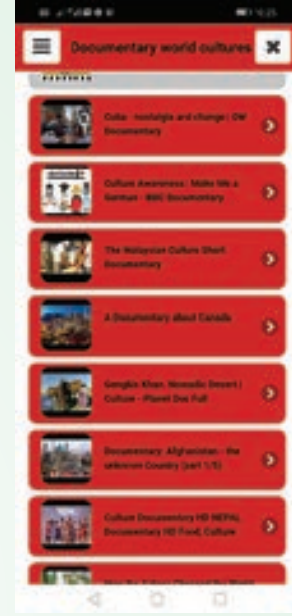 Documentary world cultures
Cuba - nostalgia and change | DW
Documentary
Culture Awareness: Make Me a
German - BBC Documentary
The Malaysian Culture Short
Documentary
A Documentary about Canada
Genghis Khan, Nomadic Desert |
Culture - Planet Doc Full
Documentary: Afghanistan - the
unknown Country (part 1/5)
Culture Documentary HD NEPAL
Documentary HD Food, Culture